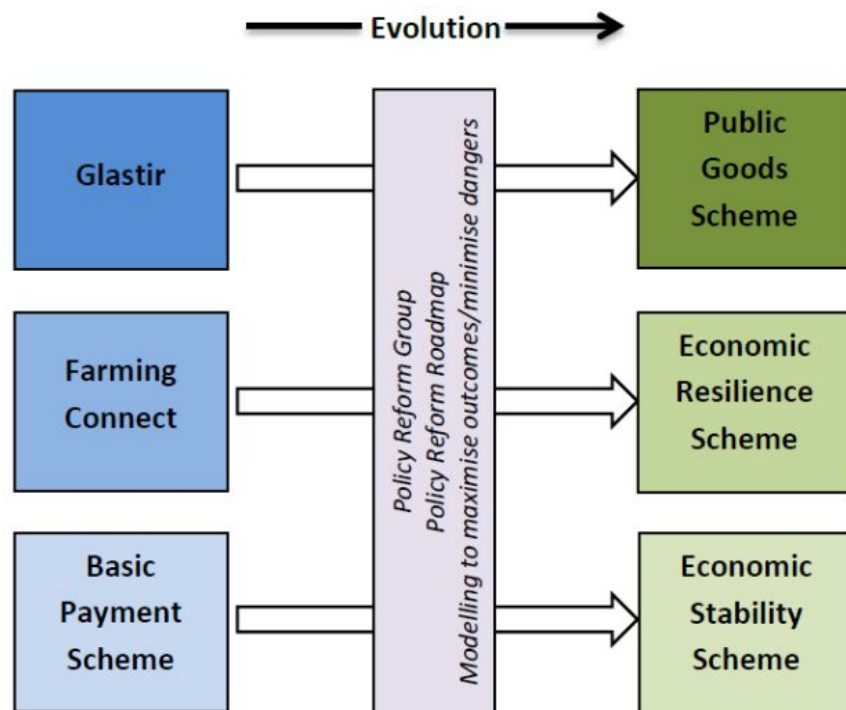 Evolution
Glastir
Policy Reform Group
Policy Reform Roadmap
Modelling to maximise outcomes/minimise dangers
Public
Goods
Scheme
Farming
Connect
Economic
Resilience
Scheme
Basic
Payment
Scheme
Economic
Stability
Scheme